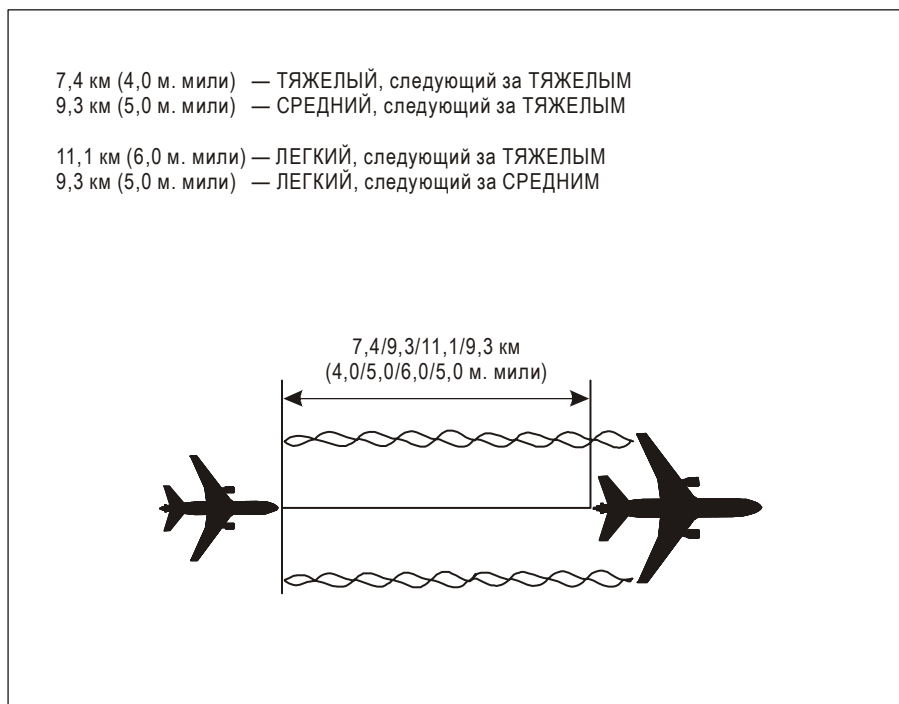 7,4 км (4,0 м. мили) — ТЯЖЕЛЫЙ, следующий за ТЯЖЕЛЫМ
9,3 км (5,0 м. мили) — СРЕДНИЙ, следующий за ТЯЖЕЛЫМ
11,1 км (6,0 м. мили) — ЛЕГКИЙ, следующий за ТЯЖЕЛЫМ
9,3 км (5,0 м. мили) — ЛЕГКИЙ, следующий за СРЕДНИМ
7,4/9,3/11,1/9,3 км
(4,0/5,0/6,0/5,0 м. мили)